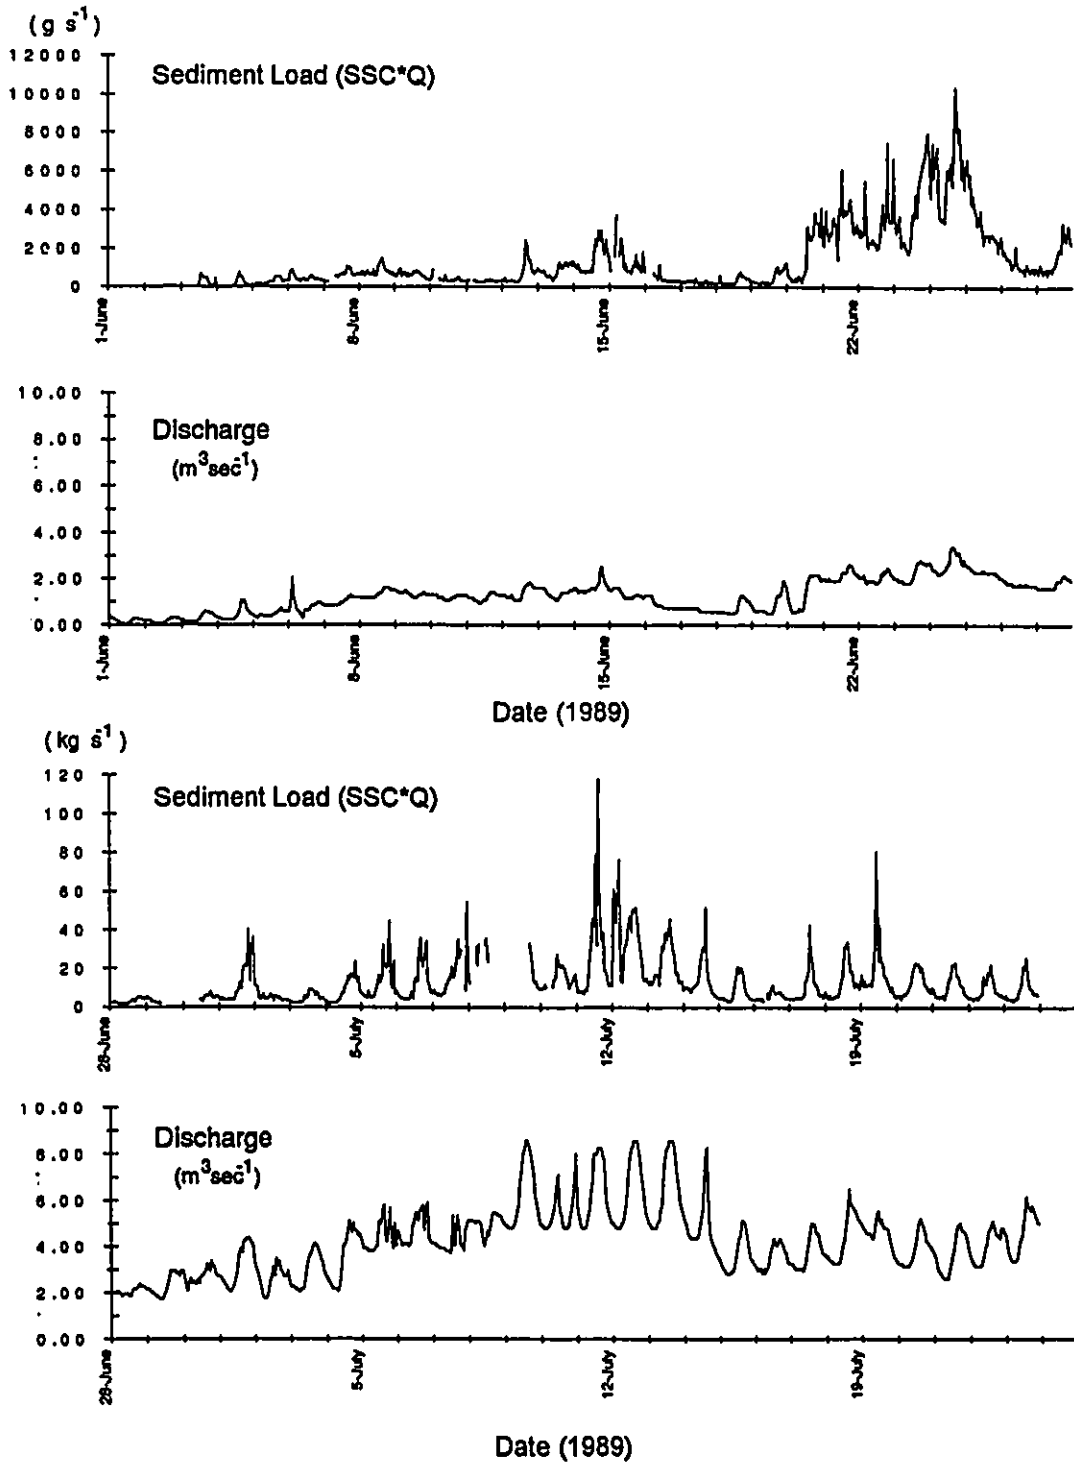 (g s-1)
12000
Sediment Load (SSC*Q)
10000
8000
6000
4000
2000
0
1-June
8-June
15-June
22-June
10.00
Discharge
(m3sec-1)
8.00
6.00
4.00
2.00
0.00
1-June
8-June
15-June
22-June
Date (1989)
(kg s-1)
120
Sediment Load (SSC*Q)
100
80
60
40
20
0
28-June
5-July
12-July
19-July
10.00
Discharge
(m3sec-1)
8.00
6.00
4.00
2.00
0.00
28-June
5-July
12-July
19-July
Date (1989)